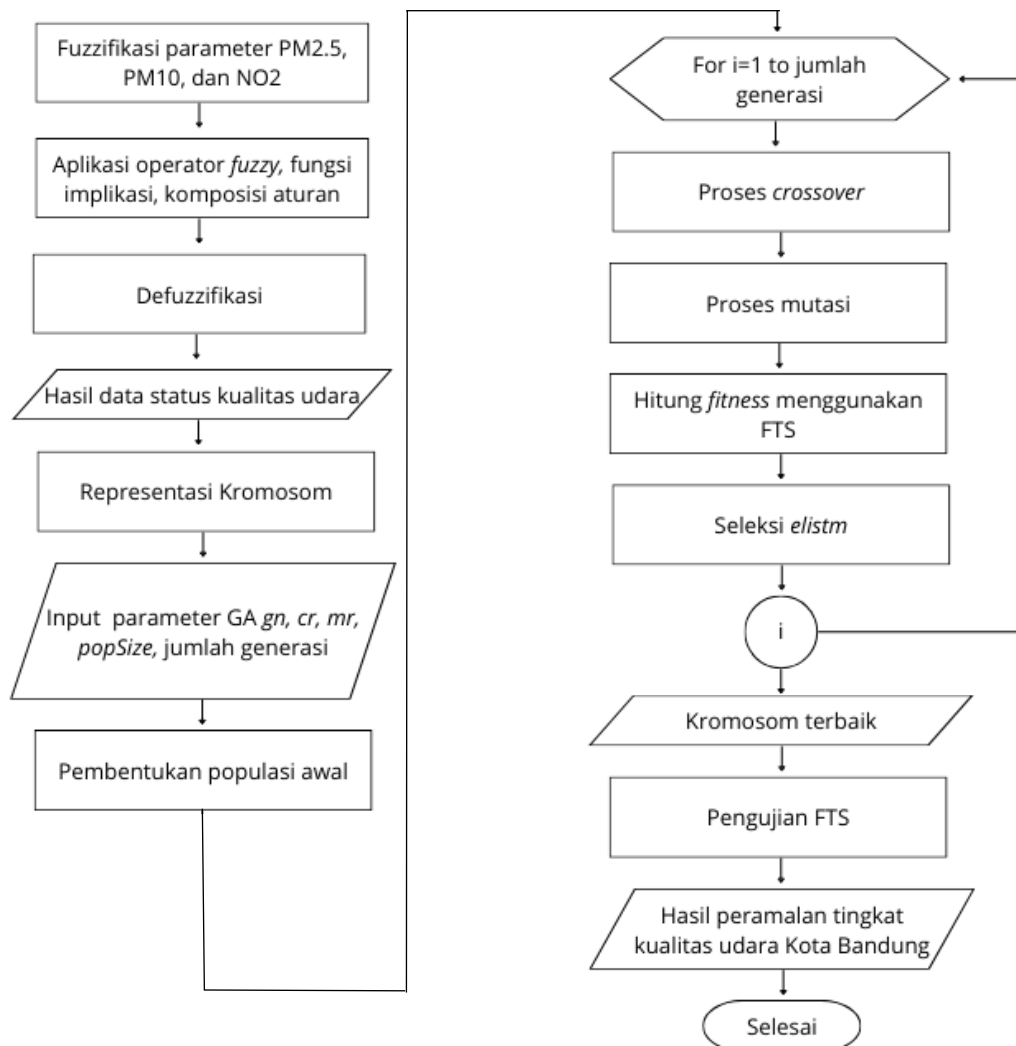 Fuzzifikasi parameter PM2.5,
PM10, dan NO2
Aplikasi operator fuzzy, fungsi
implikasi, komposisi aturan
Defuzzifikasi
Hasil data status kualitas udara
Representasi Kromosom
Input parameter GA gn, cr, mr,
popSize, jumlah generasi
Pembentukan populasi awal
For i=1 to jumlah
generasi
Proses crossover
Proses mutasi
Hitung fitness menggunakan
FTS
Seleksi elistm
i
Kromosom terbaik
Pengujian FTS
Hasil peramalan tingkat
kualitas udara Kota Bandung
Selesai